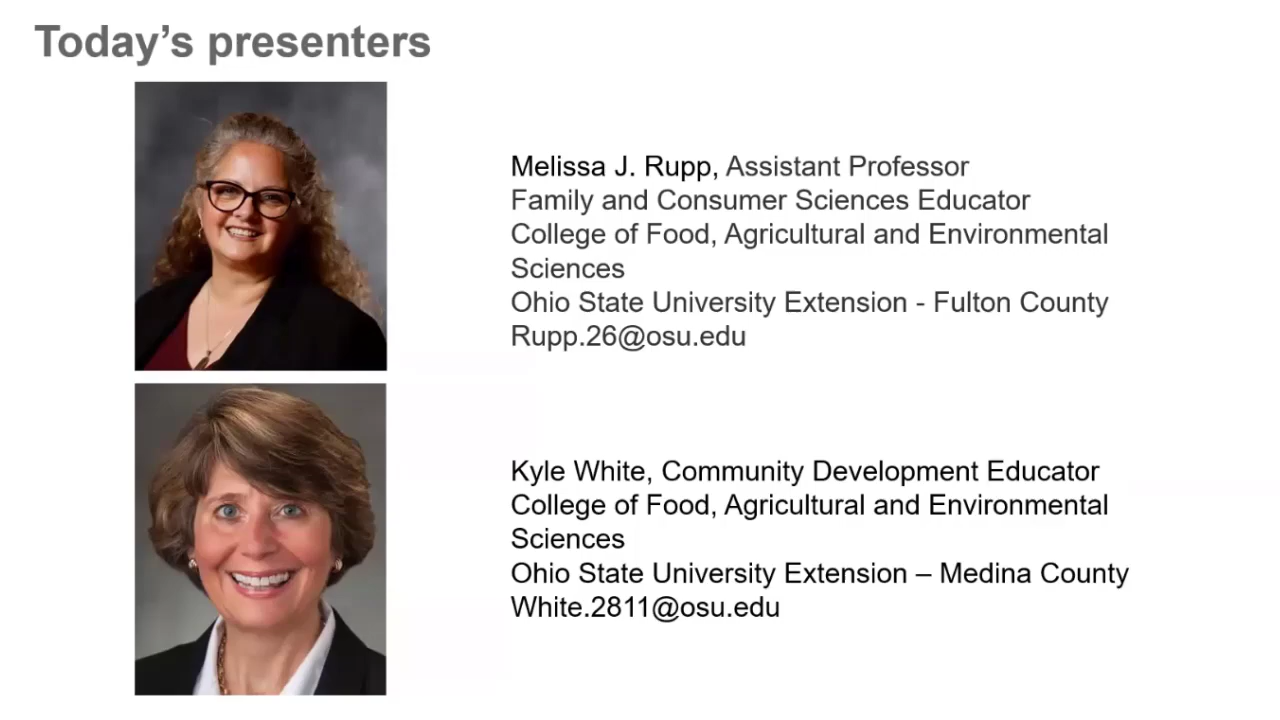 Today’s presenters
Melissa J. Rupp, Assistant Professor
Family and Consumer Sciences Educator
College of Food, Agricultural and Environmental
Sciences
Ohio State University Extension - Fulton County
Rupp.26@osu.edu
Kyle White, Community Development Educator
College of Food, Agricultural and Environmental
Sciences
Ohio State University Extension – Medina County
White.2811@osu.edu